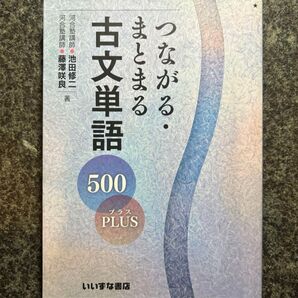 つながる・
まとまる
古文単語
500
プラス
PLUS
河合塾講師●池田修二
河合塾講師●藤澤咲良
著
いいずな書店